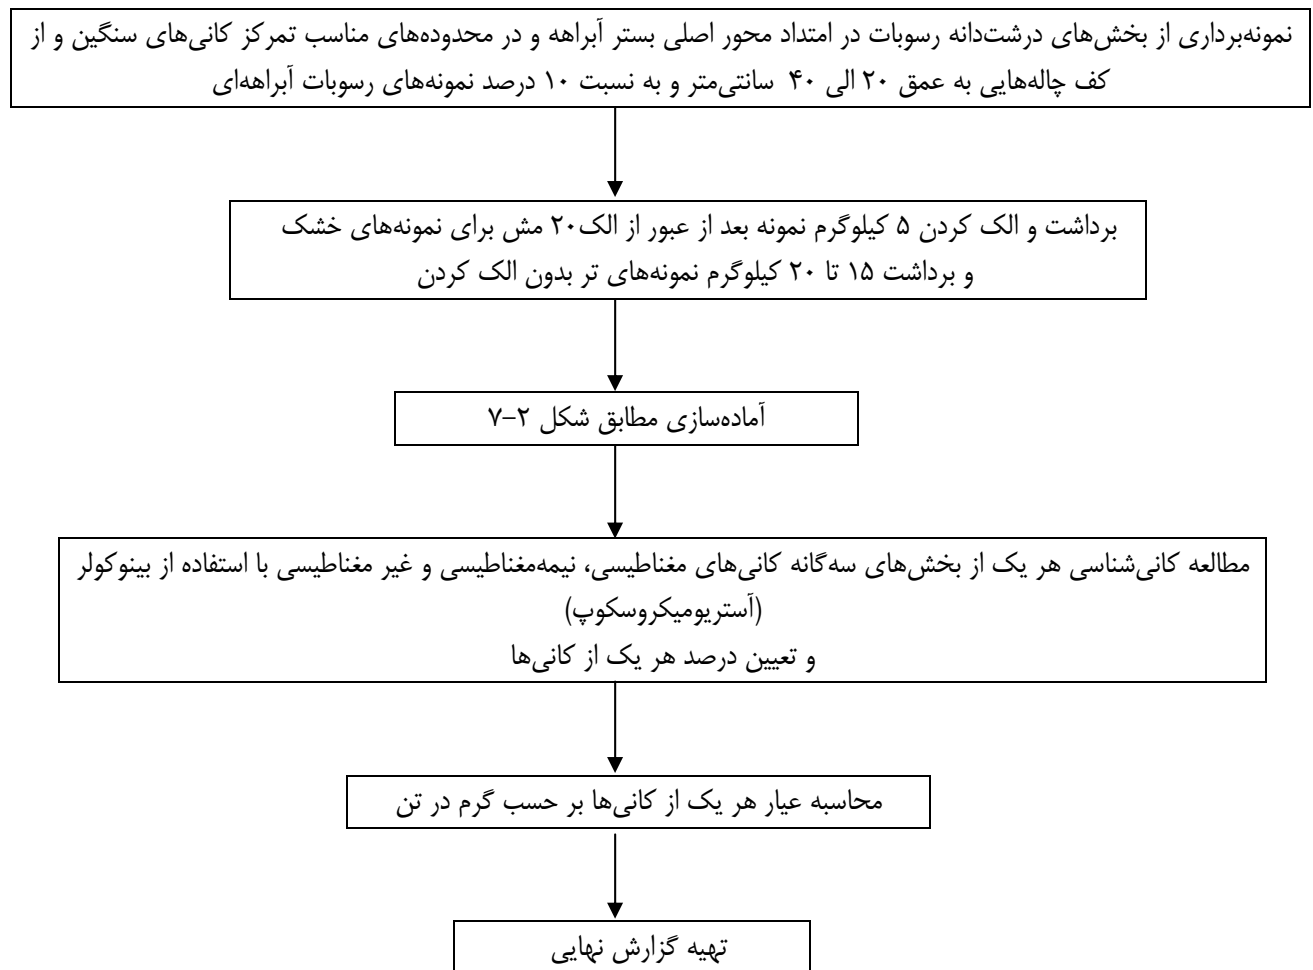 نمونه‌برداری از بخش‌های درشت‌دانه رسوبات در امتداد محور اصلی بستر آبراهه و در محدوده‌های مناسب تمرکز کانی‌های سنگین و از
کف چاله‌هایی به عمق ۲۰ الی ۴۰ سانتی‌متر و به نسبت ۱۰ درصد نمونه‌های رسوبات آبراهه‌ای
برداشت و الک کردن ۵ کیلوگرم نمونه بعد از عبور از الک۲۰ مش برای نمونه‌های خشک
و برداشت ۱۵ تا ۲۰ کیلوگرم نمونه‌های تر بدون الک کردن
آماده‌سازی مطابق شکل ۲-۷
مطالعه کانی‌شناسی هر یک از بخش‌های سه‌گانه کانی‌های مغناطیسی، نیمه‌مغناطیسی و غیر مغناطیسی با استفاده از بینوکولر
(آستریومیکروسکوپ)
و تعیین درصد هر یک از کانی‌ها
محاسبه عیار هر یک از کانی‌ها بر حسب گرم در تن
تهیه گزارش نهایی